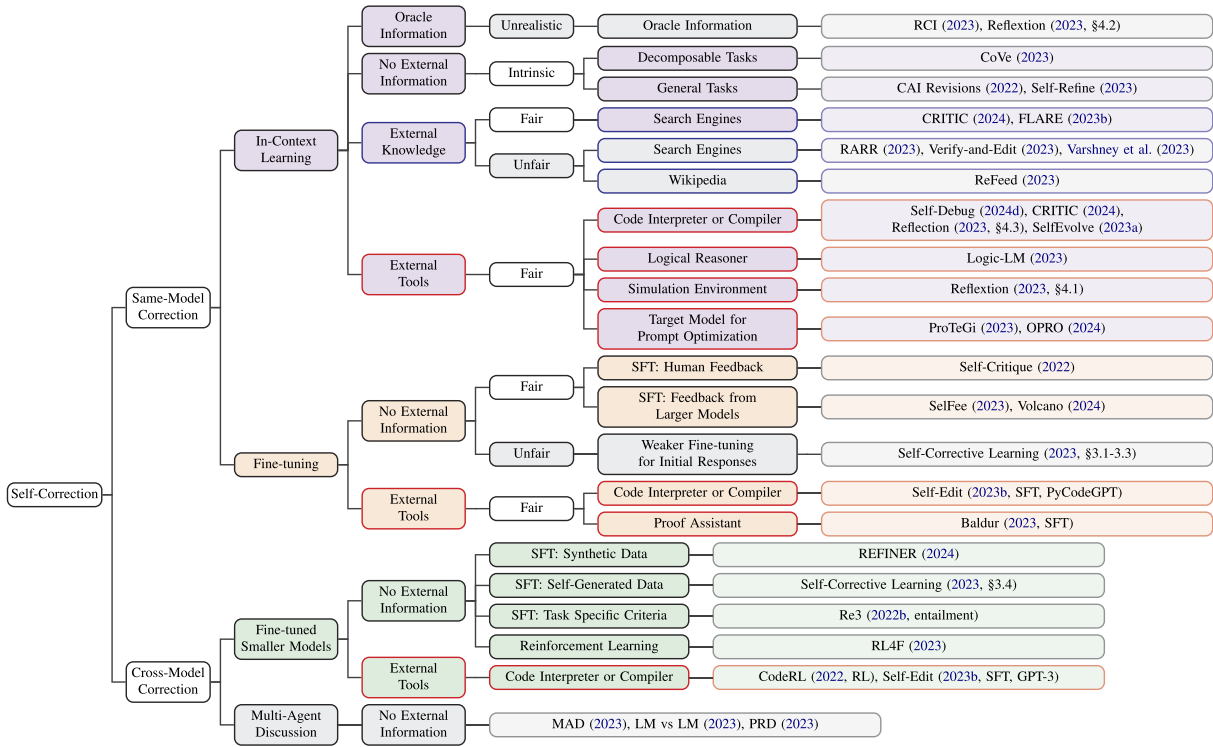 Self-Correction
Same-Model
Correction
In-Context
Learning
Oracle
Information
Unrealistic
Oracle Information
RCI (2023), Reflextion (2023, §4.2)
No External
Information
Intrinsic
Decomposable Tasks
CoVe (2023)
General Tasks
CAI Revisions (2022), Self-Refine (2023)
External
Knowledge
Fair
Search Engines
CRITIC (2024), FLARE (2023b)
Unfair
Search Engines
RARR (2023), Verify-and-Edit (2023), Varshney et al. (2023)
Wikipedia
ReFeed (2023)
External
Tools
Fair
Code Interpreter or Compiler
Self-Debug (2024d), CRITIC (2024),
Reflection (2023, §4.3), SelfEvolve (2023a)
Logical Reasoner
Logic-LM (2023)
Simulation Environment
Reflextion (2023, §4.1)
Target Model for
Prompt Optimization
ProTeGi (2023), OPRO (2024)
Fine-tuning
No External
Information
Fair
SFT: Human Feedback
Self-Critique (2022)
SFT: Feedback from
Larger Models
SelFee (2023), Volcano (2024)
Unfair
Weaker Fine-tuning
for Initial Responses
Self-Corrective Learning (2023, §3.1-3.3)
External
Tools
Fair
Code Interpreter or Compiler
Self-Edit (2023b, SFT, PyCodeGPT)
Proof Assistant
Baldur (2023, SFT)
Cross-Model
Correction
Fine-tuned
Smaller Models
No External
Information
SFT: Synthetic Data
REFINER (2024)
SFT: Self-Generated Data
Self-Corrective Learning (2023, §3.4)
SFT: Task Specific Criteria
Re3 (2022b, entailment)
Reinforcement Learning
RL4F (2023)
External
Tools
Code Interpreter or Compiler
CodeRL (2022, RL), Self-Edit (2023b, SFT, GPT-3)
Multi-Agent
Discussion
No External
Information
MAD (2023), LM vs LM (2023), PRD (2023)